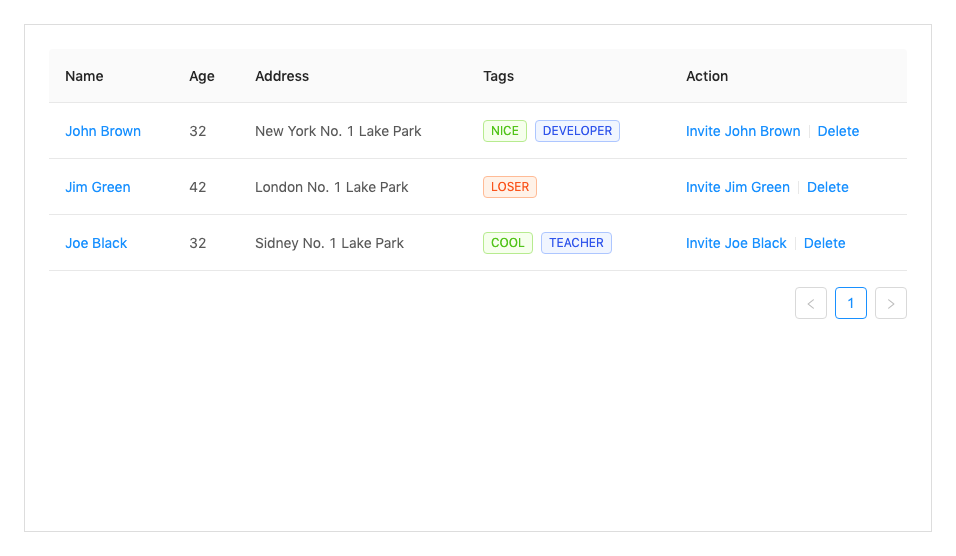 Name Age Address Tags Action
John Brown 32 New York No. 1 Lake Park NICE DEVELOPER Invite John Brown Delete
Jim Green 42 London No. 1 Lake Park LOSER Invite Jim Green Delete
Joe Black 32 Sidney No. 1 Lake Park COOL TEACHER Invite Joe Black Delete
< 1 >